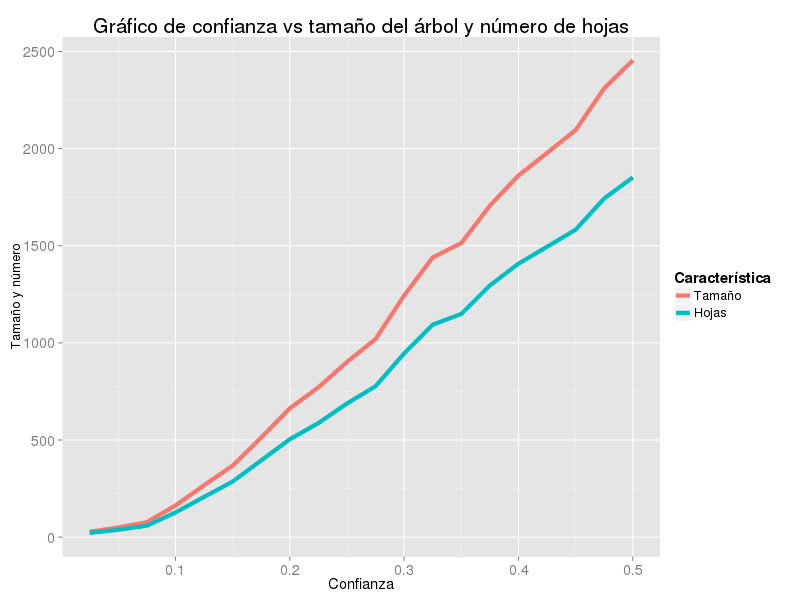 Gráfico de confianza vs tamaño del árbol y número de hojas
Tamaño y número
2500
2000
1500
1000
500
0
0.1 0.2 0.3 0.4 0.5
Confianza
Característica
Tamaño
Hojas